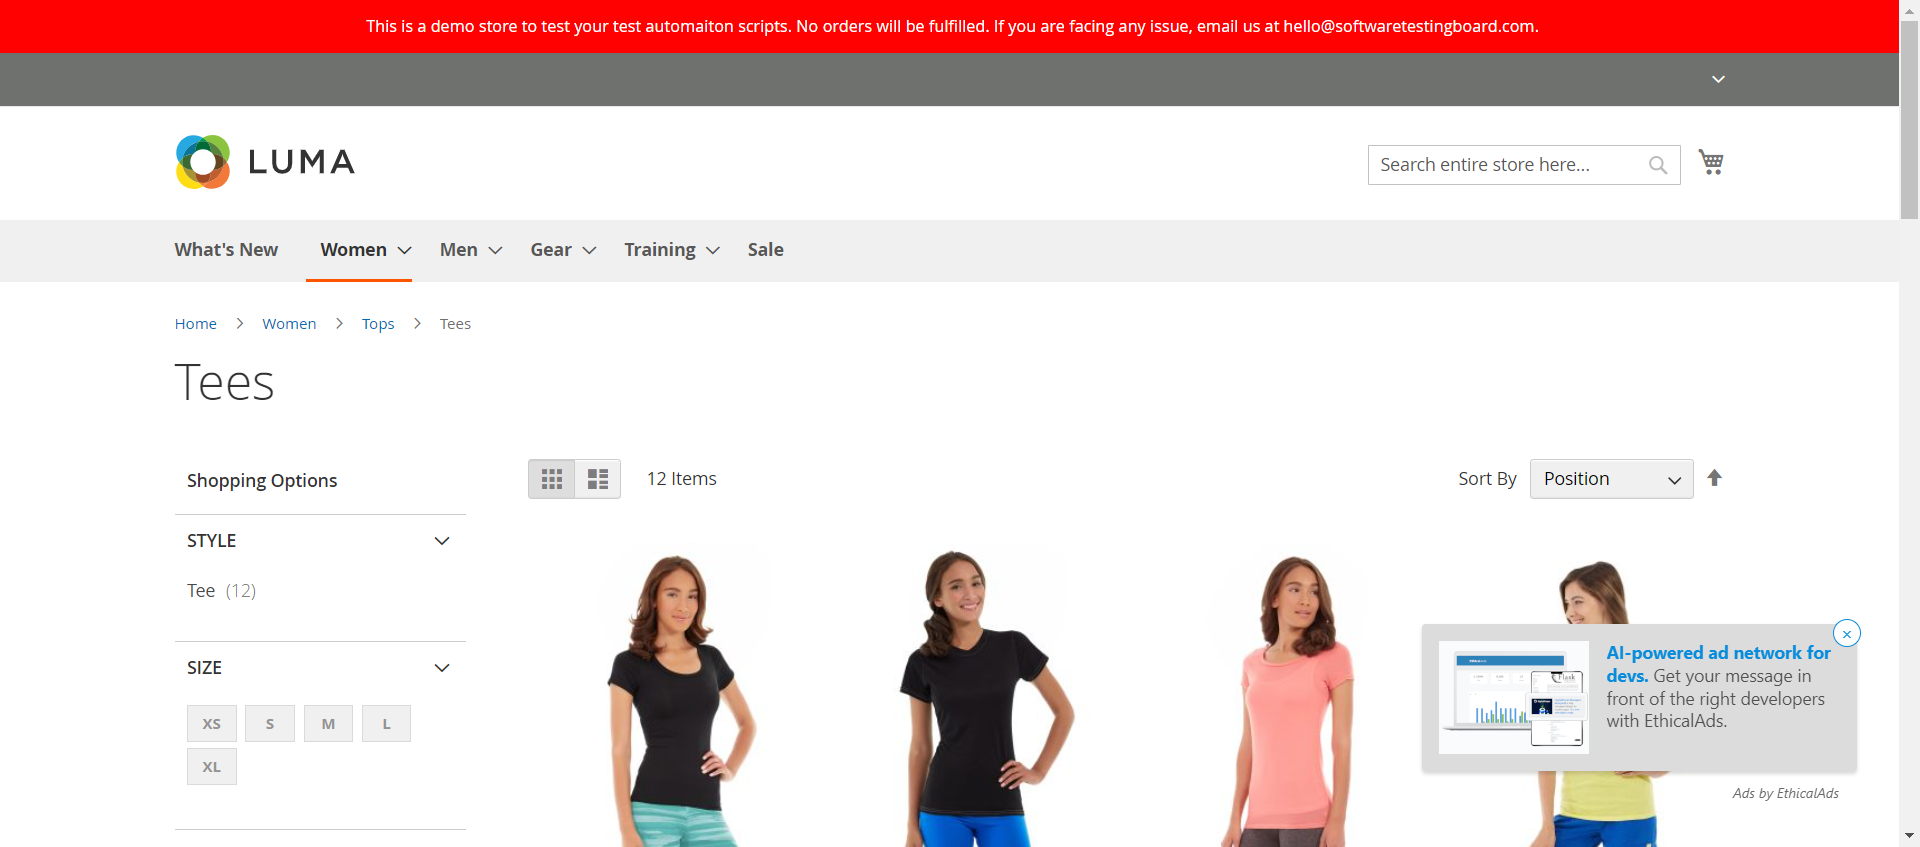 This is a demo store to test your test automaiton scripts. No orders will be fulfilled. If you are facing any issue, email us at hello@softwaretestingboard.com.
LUMA
Search entire store here...
What's New
Women
Men
Gear
Training
Sale
Home
Women
Tops
Tees
Tees
Shopping Options
12 Items
Sort By
Position
STYLE
Tee (12)
SIZE
XS
S
M
L
XL
AI-powered ad network for
devs. Get your message in
front of the right developers
with EthicalAds.
Ads by EthicalAds